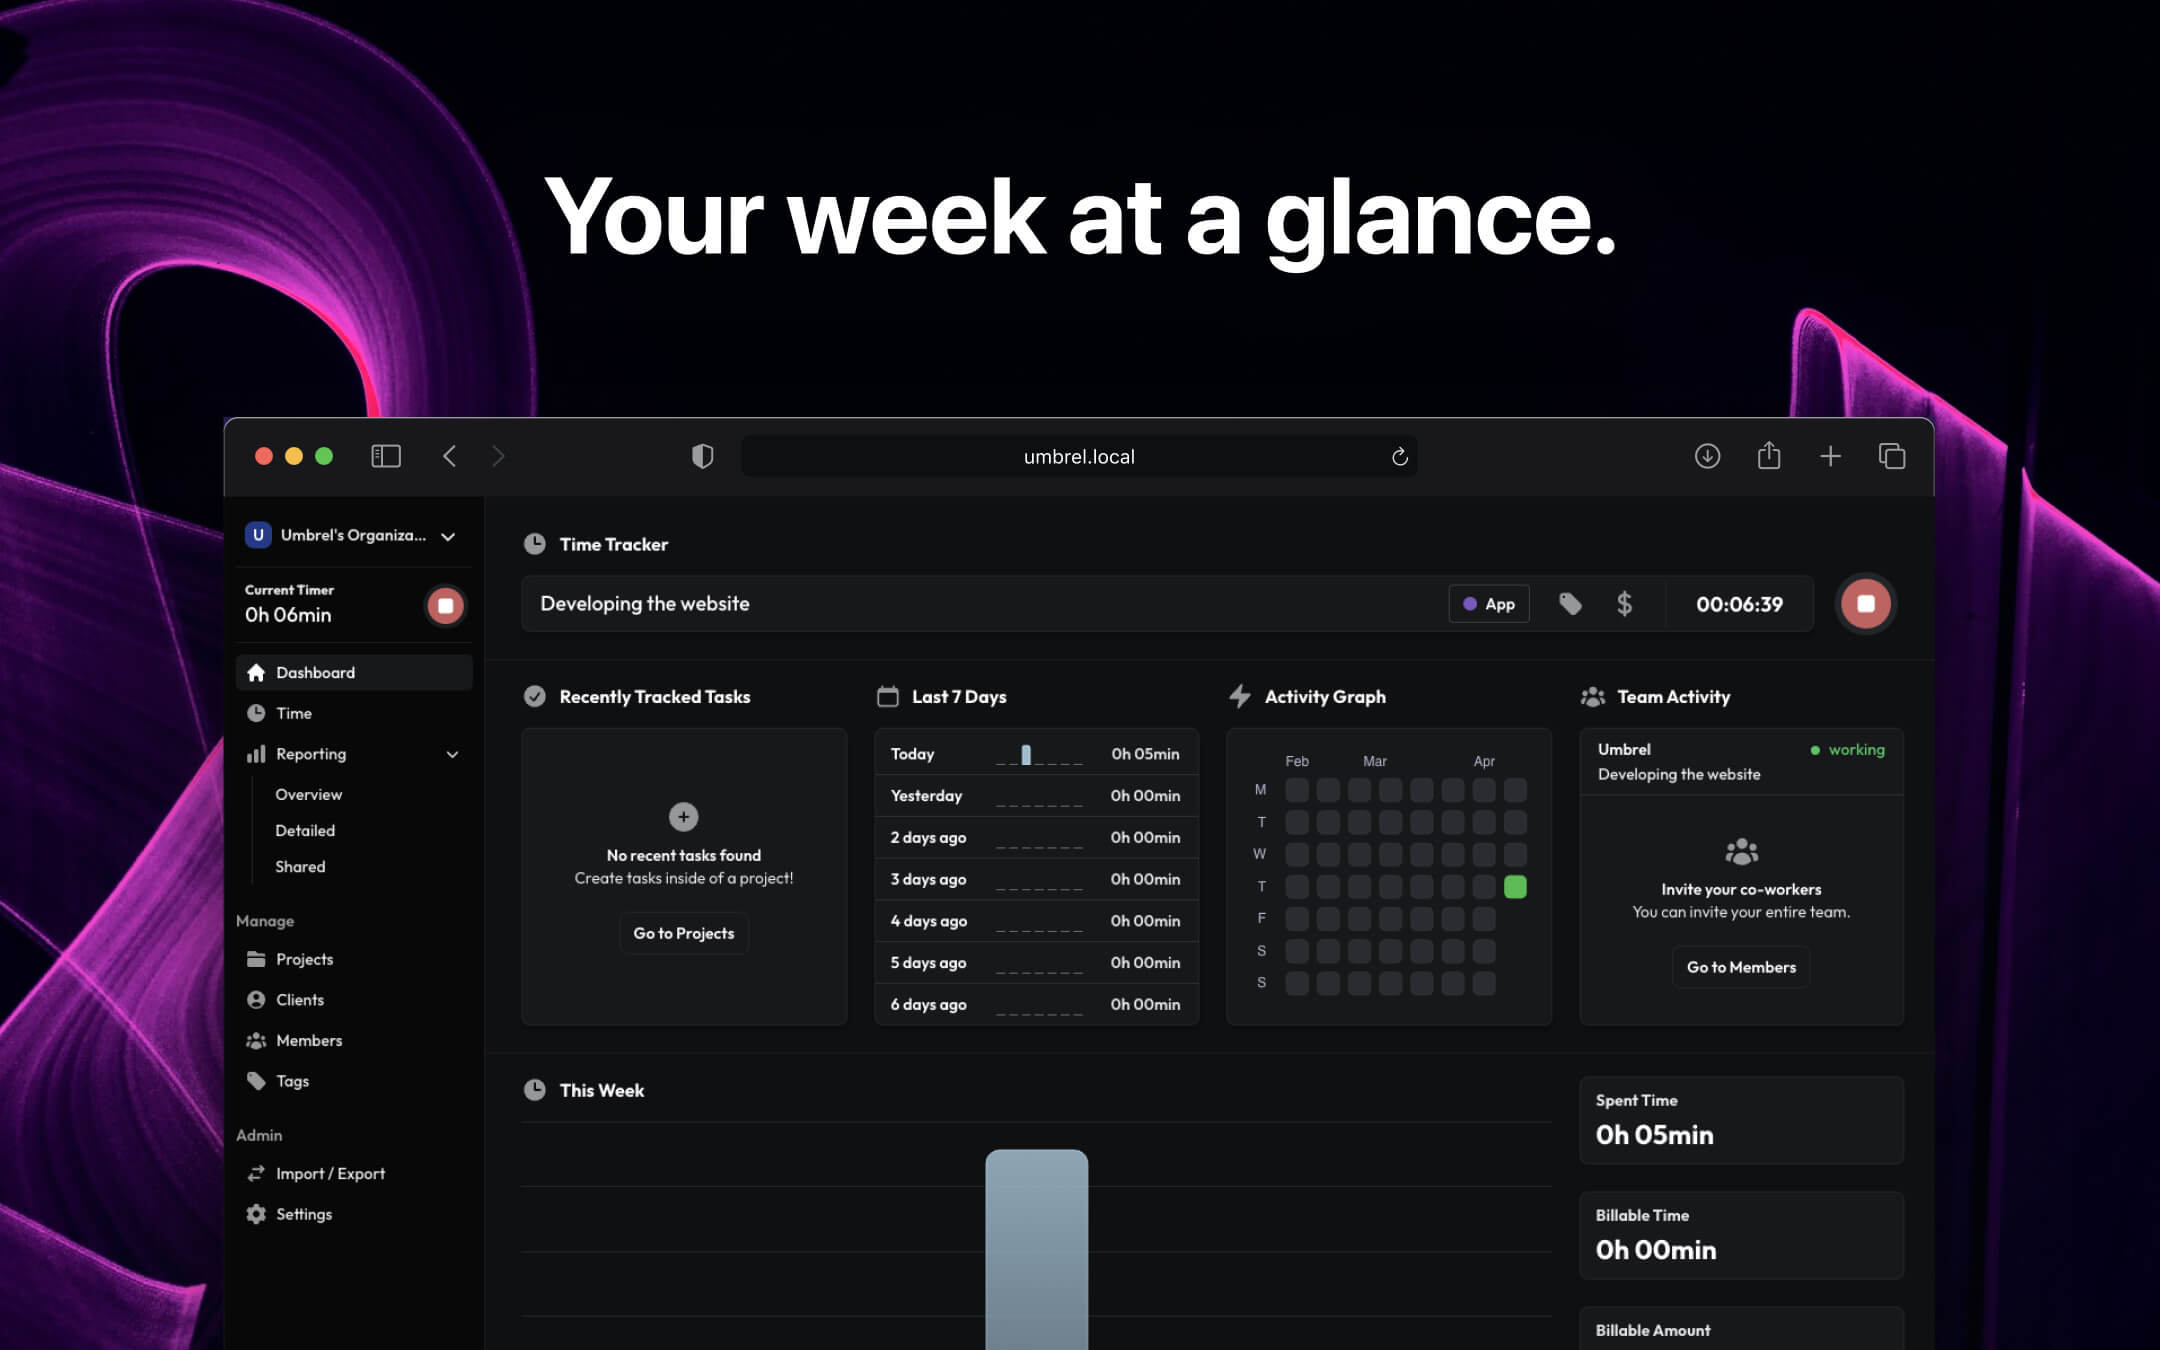 Your week at a glance.
umbrel.local
U Umbrel's Organiza...
Current Timer
0h 06min
Dashboard
Time
Reporting
Overview
Detailed
Shared
Manage
Projects
Clients
Members
Tags
Admin
Import / Export
Settings
Time Tracker
Developing the website App $ 00:06:39
Recently Tracked Tasks
No recent tasks found
Create tasks inside of a project!
Go to Projects
Last 7 Days
Today 0h 05min
Yesterday 0h 00min
2 days ago 0h 00min
3 days ago 0h 00min
4 days ago 0h 00min
5 days ago 0h 00min
6 days ago 0h 00min
Activity Graph
Feb Mar Apr
M
T
W
T
F
S
S
Team Activity
Umbrel working
Developing the website
Invite your co-workers
You can invite your entire team.
Go to Members
This Week
Spent Time
0h 05min
Billable Time
0h 00min
Billable Amount